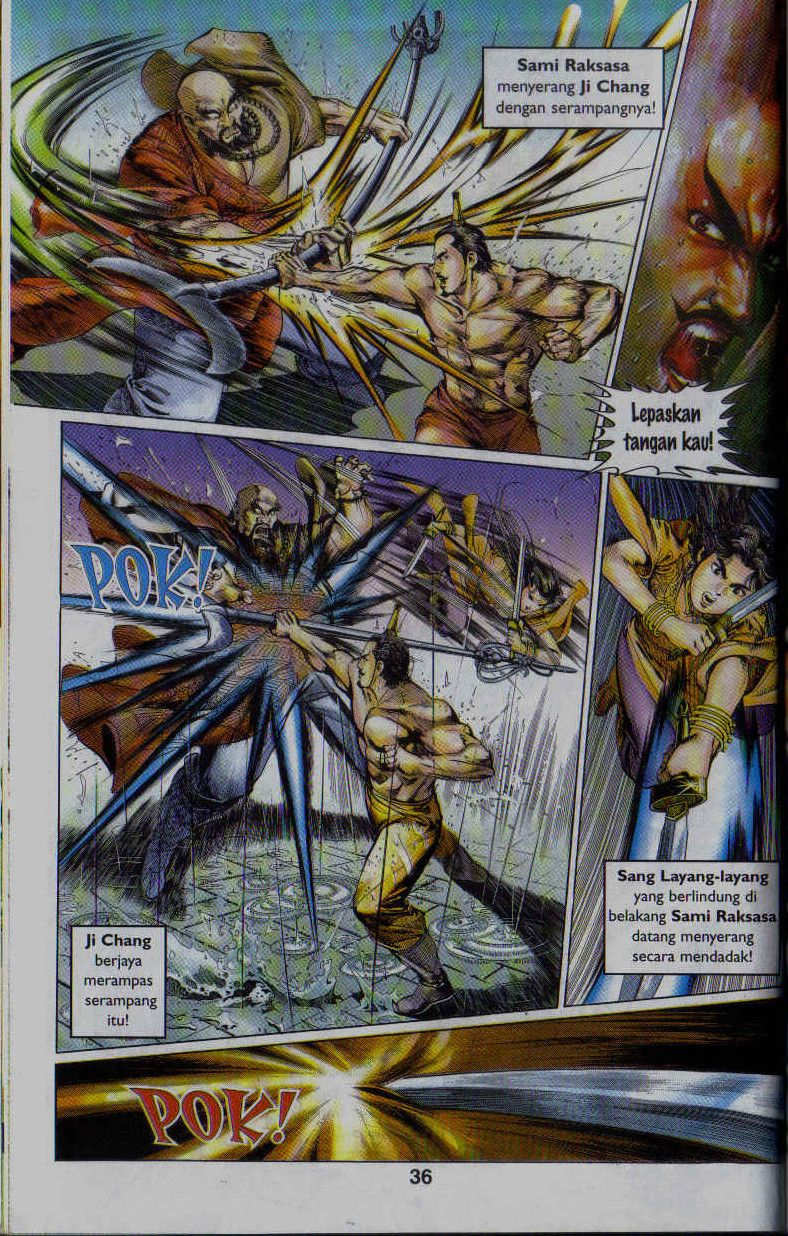 Sami Raksasa
menyerang Ji Chang
dengan serampangnya!
Lepaskan
tangan kau!
POK!
Ji Chang
berjaya
merampas
serampang
itu!
Sang Layang-layang
yang berlindung di
belakang Sami Raksasa
datang menyerang
secara mendadak!
POK!
36